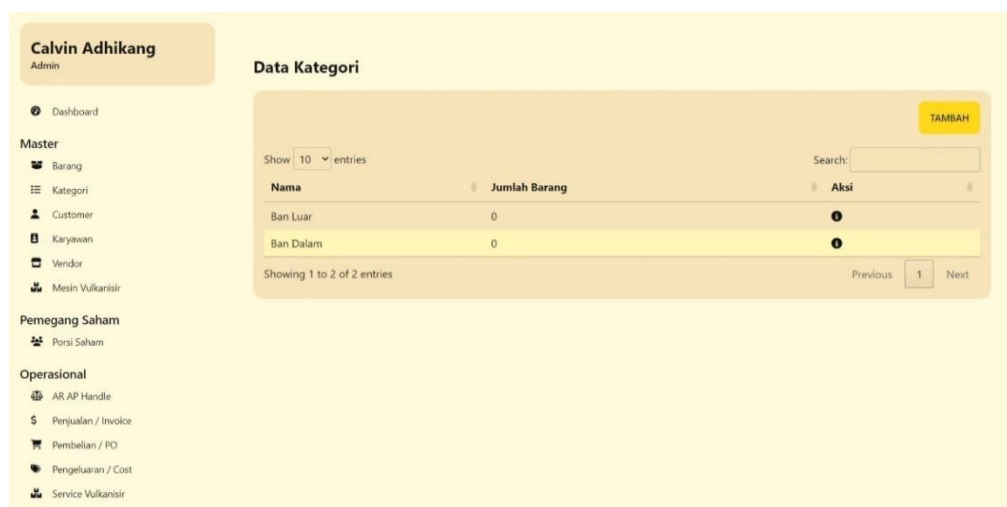 Calvin Adhikang
Admin
Dashboard
Master
Barang
Kategori
Customer
Karyawan
Vendor
Mesin Vulkanisir
Pemegang Saham
Porsi Saham
Operasional
AR AP Handle
Penjualan / Invoice
Pembelian / PO
Pengeluaran / Cost
Service Vulkanisir
Data Kategori
TAMBAH
Show 10 entries Search:
Nama Jumlah Barang Aksi
Ban Luar 0
Ban Dalam 0
Showing 1 to 2 of 2 entries Previous 1 Next